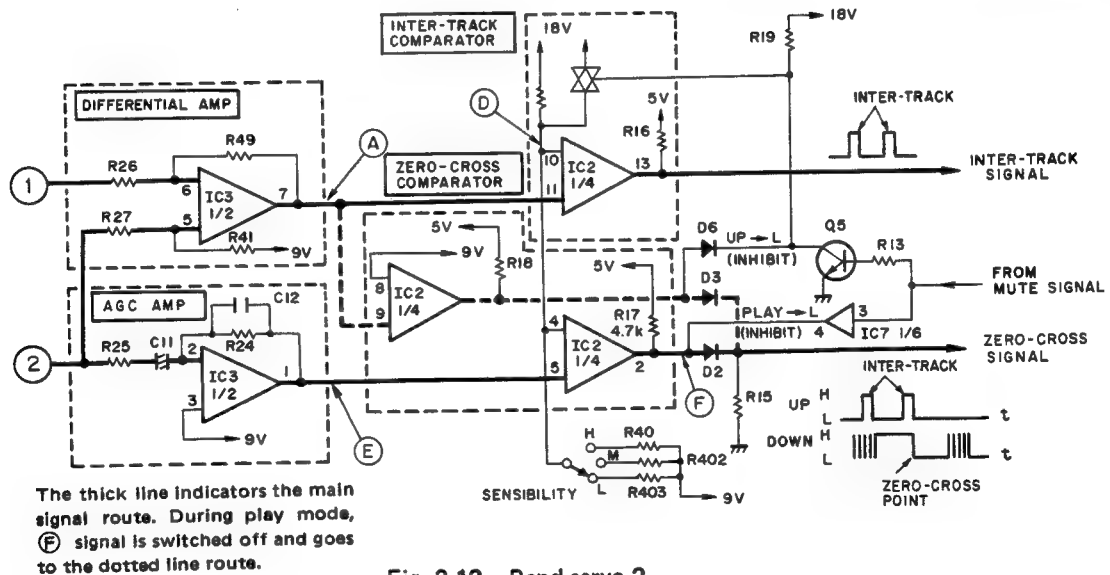 INTER-TRACK
COMPARATOR
18V
18V
R19
DIFFERENTIAL AMP
D
5V
INTER-TRACK
R49
A
R16
1
R26
10
13
INTER-TRACK
SIGNAL
6
IC3
1/2
7
ZERO-CROSS
COMPARATOR
11
IC2
1/4
R27
5
R41
9V
5V
9V
R18
D6
UP → L
(INHIBIT)
Q5
R13
8
IC2
1/4
9
5V
D3
FROM
MUTE SIGNAL
AGC AMP
C12
R17
4.7k
PLAY → L
(INHIBIT)
3
4
IC7 1/6
2
R25
C11
2
R24
IC3
1/2
1
4
IC2
1/4
5
2
D2
ZERO-CROSS
SIGNAL
3
9V
E
F
R15
INTER-TRACK
UP
H
L
t
DOWN
H
L
t
ZERO-CROSS
POINT
H
R40
M
R402
L
R403
SENSIBILITY
9V
The thick line indicators the main
signal route. During play mode,
F signal is switched off and goes
to the dotted line route.